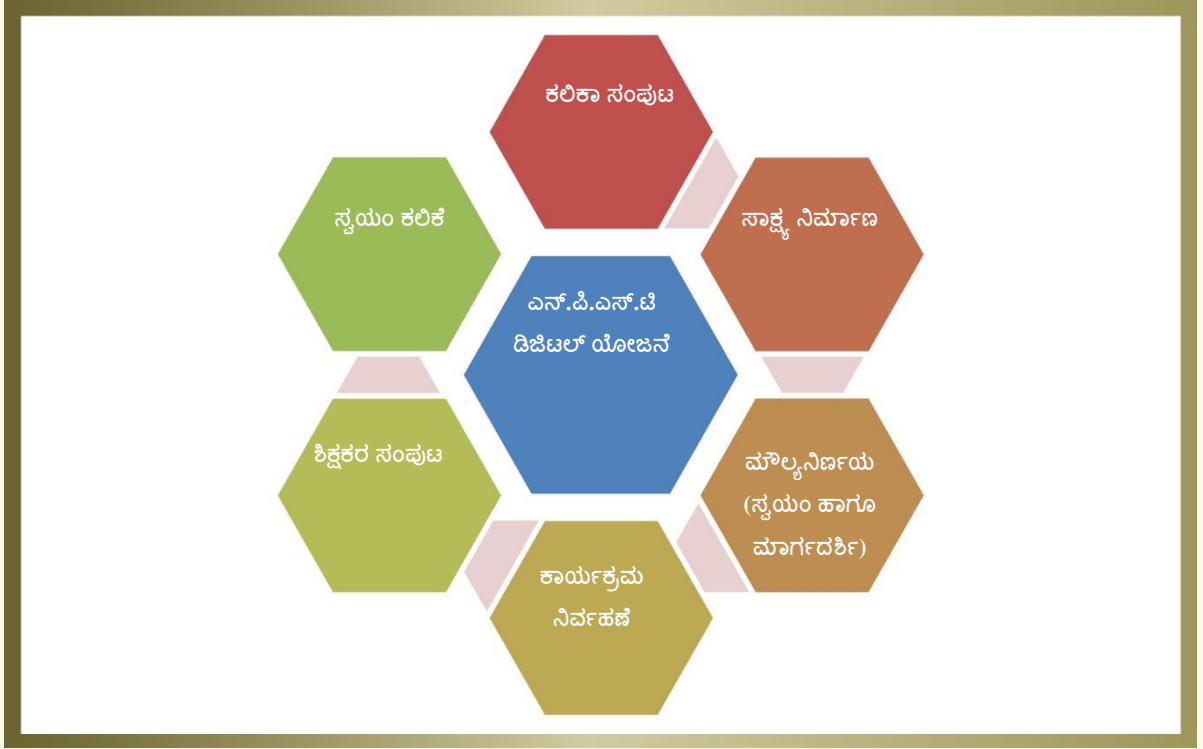 ಕಲಿಕಾ ಸಂಪುಟ
ಸ್ವಯಂ ಕಲಿಕೆ
ಸಾಕ್ಷ್ಯ ನಿರ್ಮಾಣ
ಎನ್.ಪಿ.ಎಸ್.ಟಿ
ಡಿಜಿಟಲ್ ಯೋಜನೆ
ಶಿಕ್ಷಕರ ಸಂಪುಟ
ಮೌಲ್ಯನಿರ್ಣಯ
(ಸ್ವಯಂ ಹಾಗೂ
ಮಾರ್ಗದರ್ಶಿ)
ಕಾರ್ಯಕ್ರಮ
ನಿರ್ವಹಣೆ